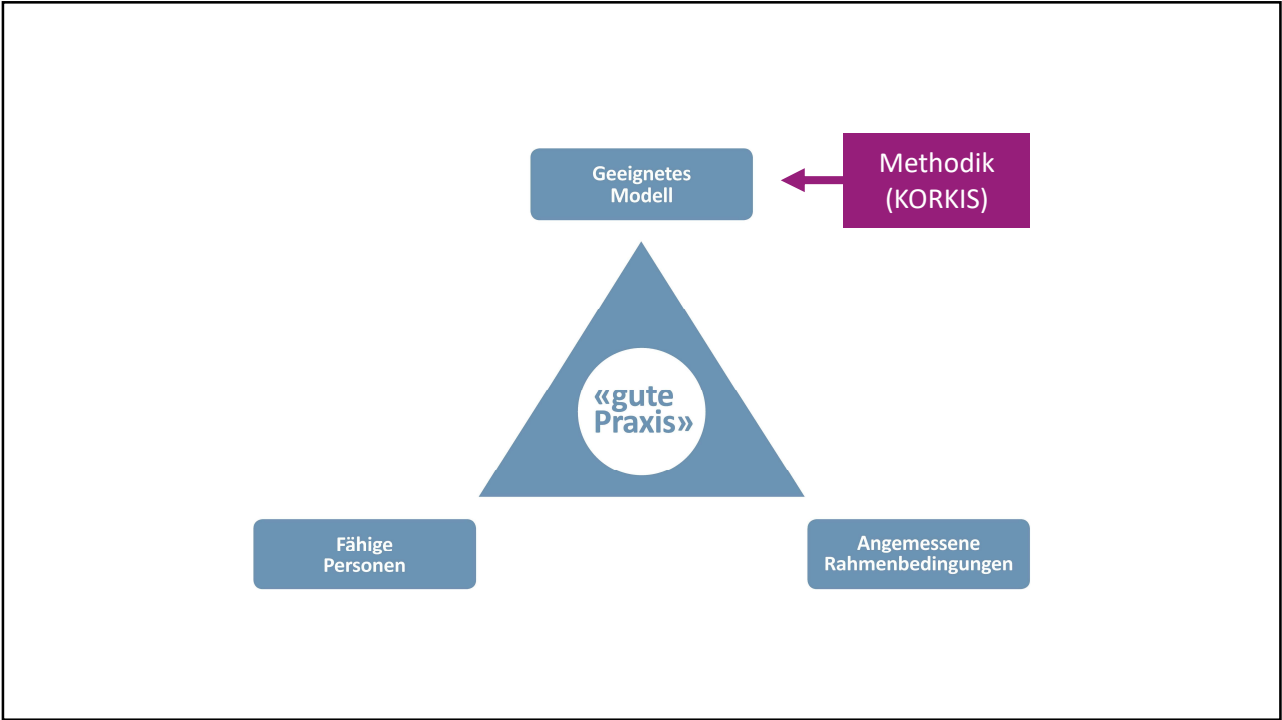 Geeignetes
Modell
Methodik
(KORKIS)
«gute
Praxis»
Fähige
Personen
Angemessene
Rahmenbedingungen